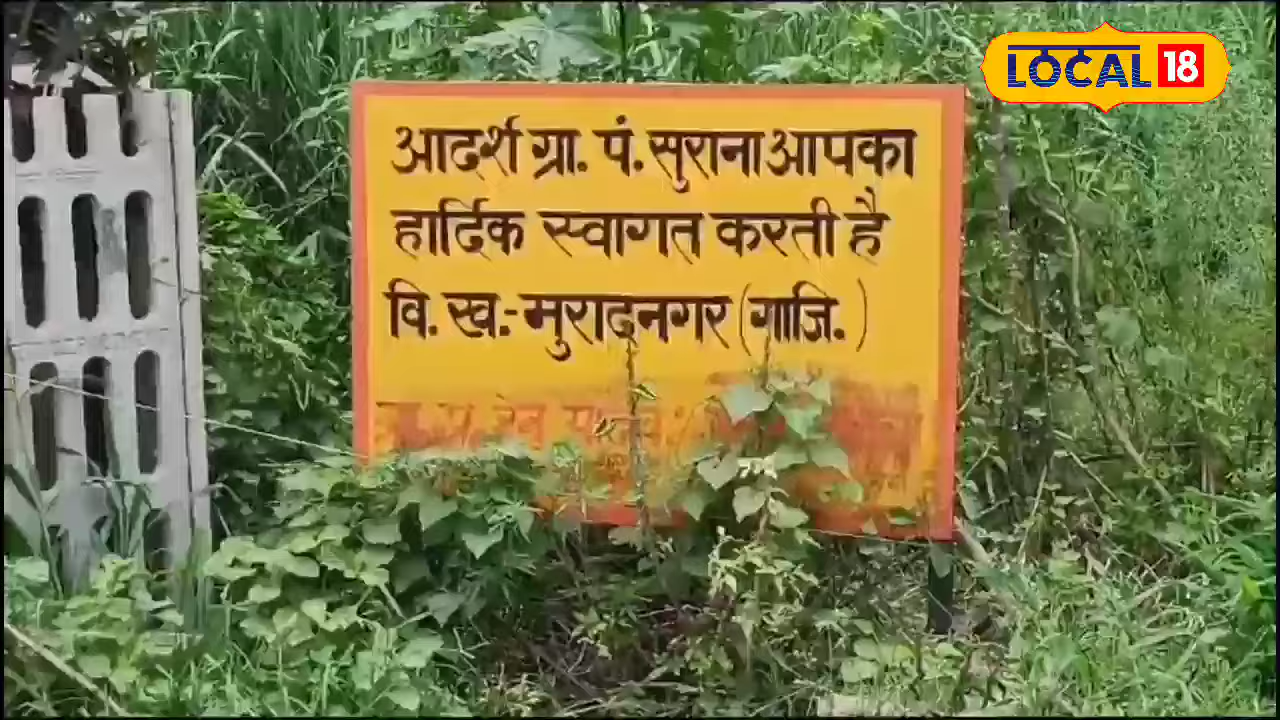 LOCAL 18
आदर्श ग्रा. पं. सुराना आपका
हार्दिक स्वागत करती है
वि. ख.:- मुरादनगर (गाजि.)